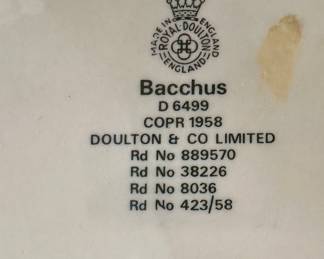 MADE IN ENGLAND
ROYAL DOULTON
ENGLAND
Bacchus
D 6499
COPR 1958
DOULTON & CO LIMITED
Rd No 889570
Rd No 38226
Rd No 8036
Rd No 423/58